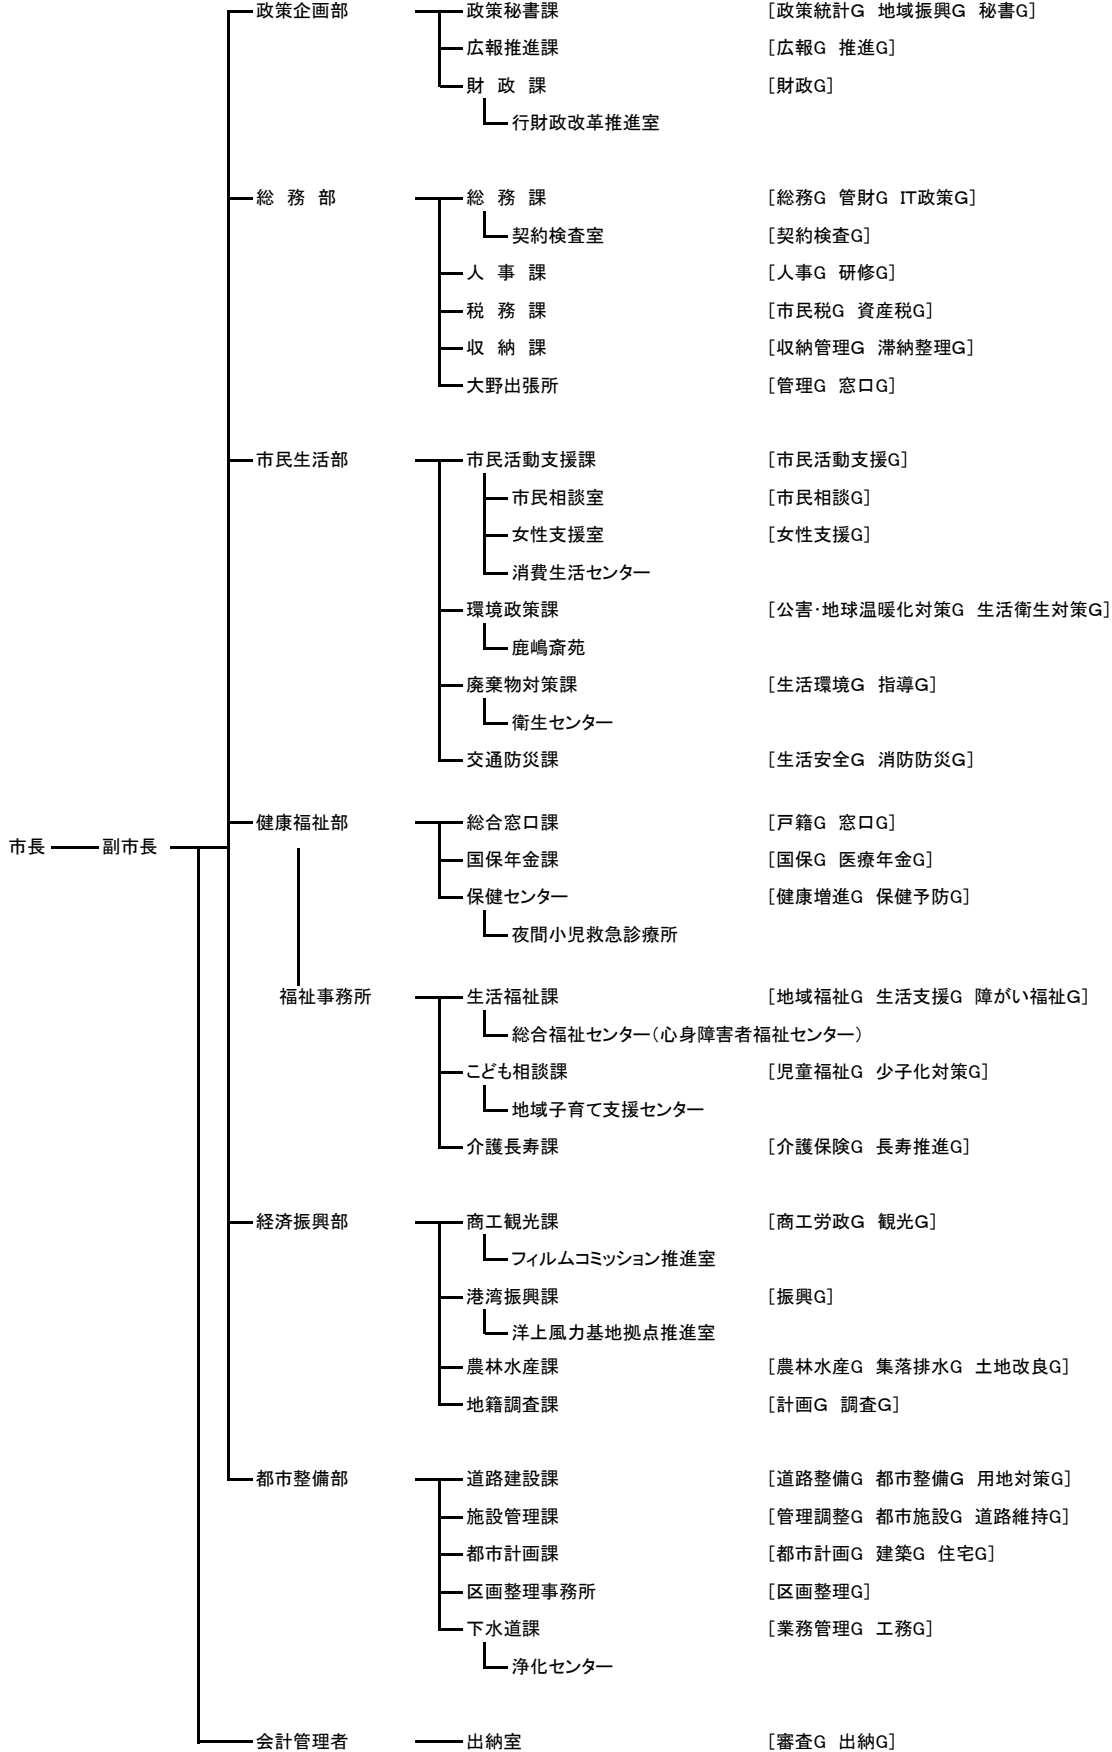 政策企画部 政策秘書課 [政策統計G 地域振興G 秘書G]
広報推進課 [広報G 推進G]
財 政 課 [財政G]
行財政改革推進室
総 務 部 総 務 課 [総務G 管財G IT政策G]
契約検査室 [契約検査G]
人 事 課 [人事G 研修G]
税 務 課 [市民税G 資産税G]
収 納 課 [収納管理G 滞納整理G]
大野出張所 [管理G 窓口G]
市民生活部 市民活動支援課 [市民活動支援G]
市民相談室 [市民相談G]
女性支援室 [女性支援G]
消費生活センター
環境政策課 [公害・地球温暖化対策G 生活衛生対策G]
鹿嶋斎苑
廃棄物対策課 [生活環境G 指導G]
衛生センター
交通防災課 [生活安全G 消防防災G]
健康福祉部 総合窓口課 [戸籍G 窓口G]
市長 副市長
国保年金課 [国保G 医療年金G]
保健センター [健康増進G 保健予防G]
夜間小児救急診療所
福祉事務所 生活福祉課 [地域福祉G 生活支援G 障がい福祉G]
総合福祉センター(心身障害者福祉センター)
こども相談課 [児童福祉G 少子化対策G]
地域子育て支援センター
介護長寿課 [介護保険G 長寿推進G]
経済振興部 商工観光課 [商工労政G 観光G]
フィルムコミッション推進室
港湾振興課 [振興G]
洋上風力基地拠点推進室
農林水産課 [農林水産G 集落排水G 土地改良G]
地籍調査課 [計画G 調査G]
都市整備部 道路建設課 [道路整備G 都市整備G 用地対策G]
施設管理課 [管理調整G 都市施設G 道路維持G]
都市計画課 [都市計画G 建築G 住宅G]
区画整理事務所 [区画整理G]
下水道課 [業務管理G 工務G]
浄化センター
会計管理者 出納室 [審査G 出納G]